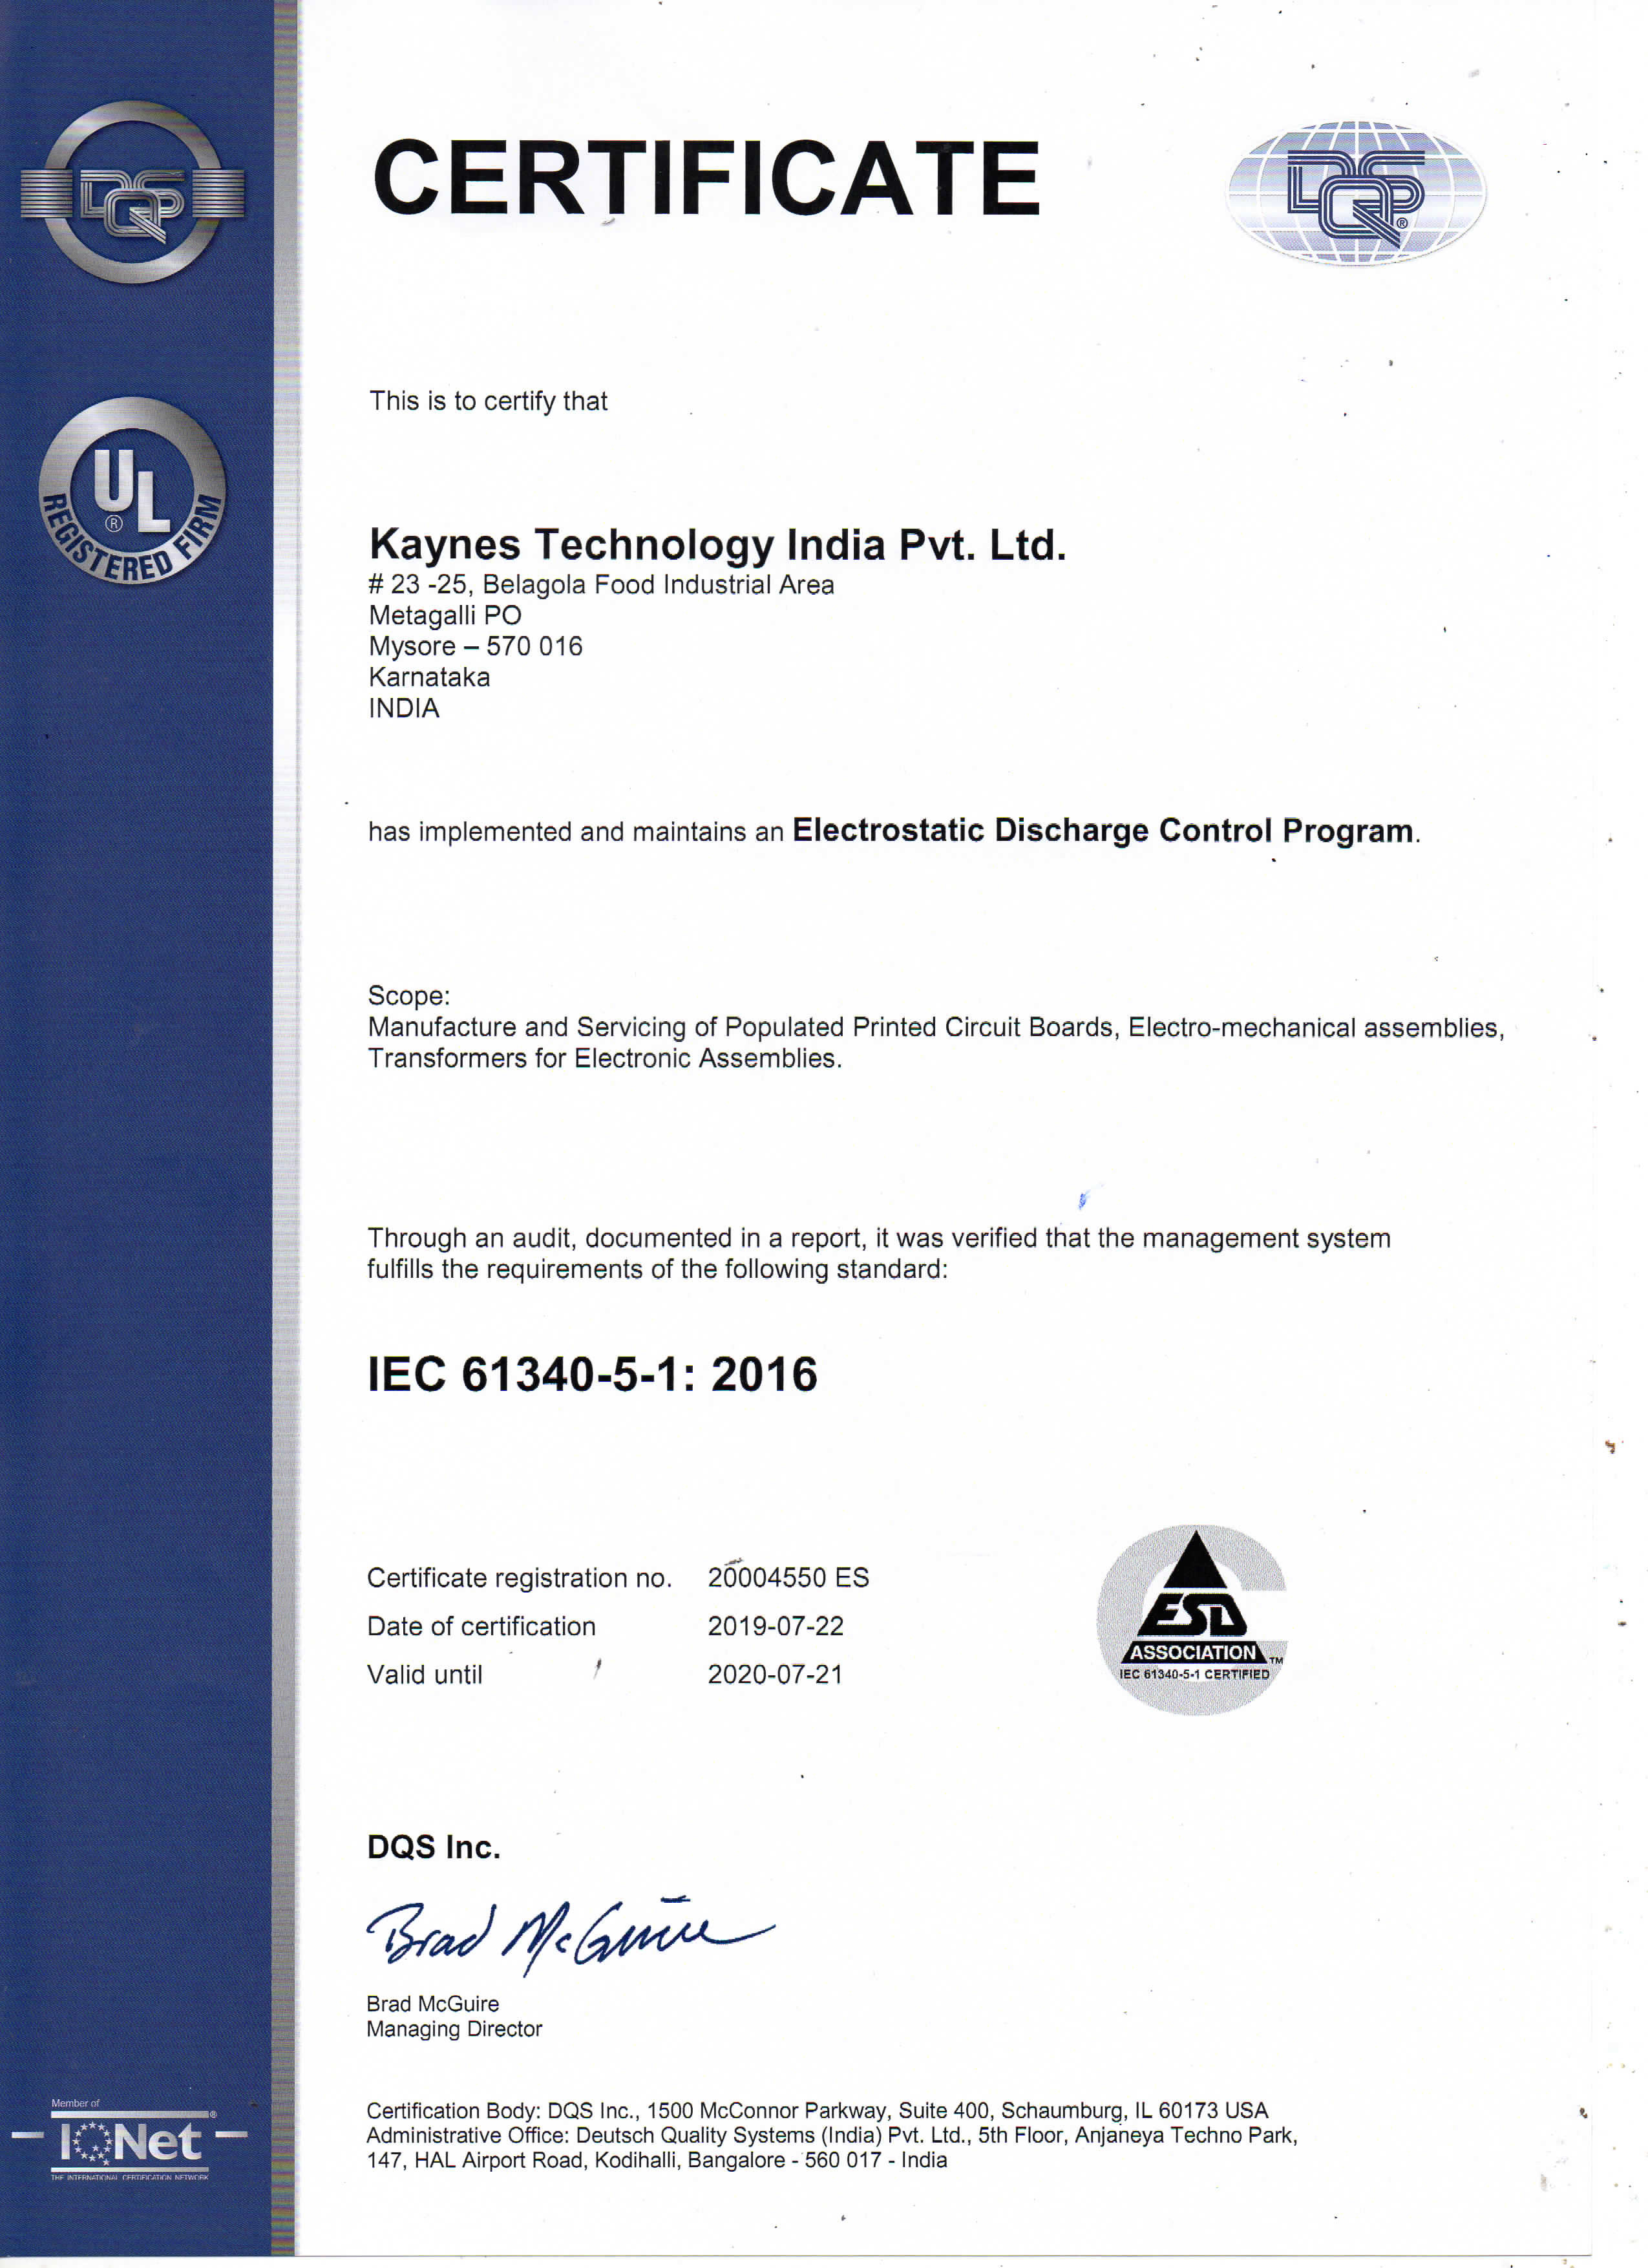 CERTIFICATE
DQS
DQS ®
UL ®
REGISTERED FIRM
This is to certify that
Kaynes Technology India Pvt. Ltd.
# 23 -25, Belagola Food Industrial Area
Metagalli PO
Mysore – 570 016
Karnataka
INDIA
has implemented and maintains an Electrostatic Discharge Control Program.
Scope:
Manufacture and Servicing of Populated Printed Circuit Boards, Electro-mechanical assemblies,
Transformers for Electronic Assemblies.
Through an audit, documented in a report, it was verified that the management system
fulfills the requirements of the following standard:
IEC 61340-5-1: 2016
Certificate registration no. 20004550 ES
Date of certification 2019-07-22
Valid until 2020-07-21
ESD
ASSOCIATION TM
IEC 61340-5-1 CERTIFIED
DQS Inc.
Brad McGuire
Brad McGuire
Managing Director
Member of
IQNet ®
THE INTERNATIONAL CERTIFICATION NETWORK
Certification Body: DQS Inc., 1500 McConnor Parkway, Suite 400, Schaumburg, IL 60173 USA
Administrative Office: Deutsch Quality Systems (India) Pvt. Ltd., 5th Floor, Anjaneya Techno Park,
147, HAL Airport Road, Kodihalli, Bangalore - 560 017 - India